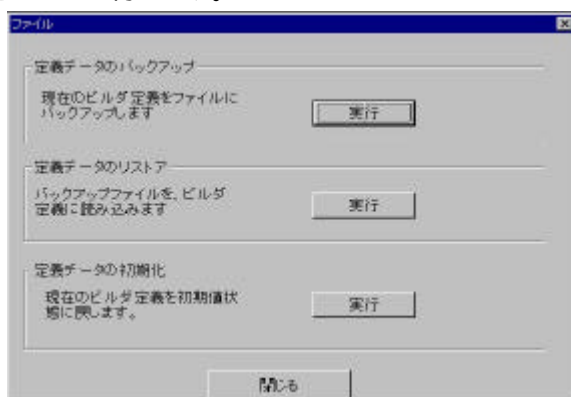 ファイル
定義データのバックアップ
現在のビルダ定義をファイルに
バックアップします
実行
定義データのリストア
バックアップファイルを、ビルダ
定義に読み込みます
実行
定義データの初期化
現在のビルダ定義を初期値状
態に戻します。
実行
閉じる